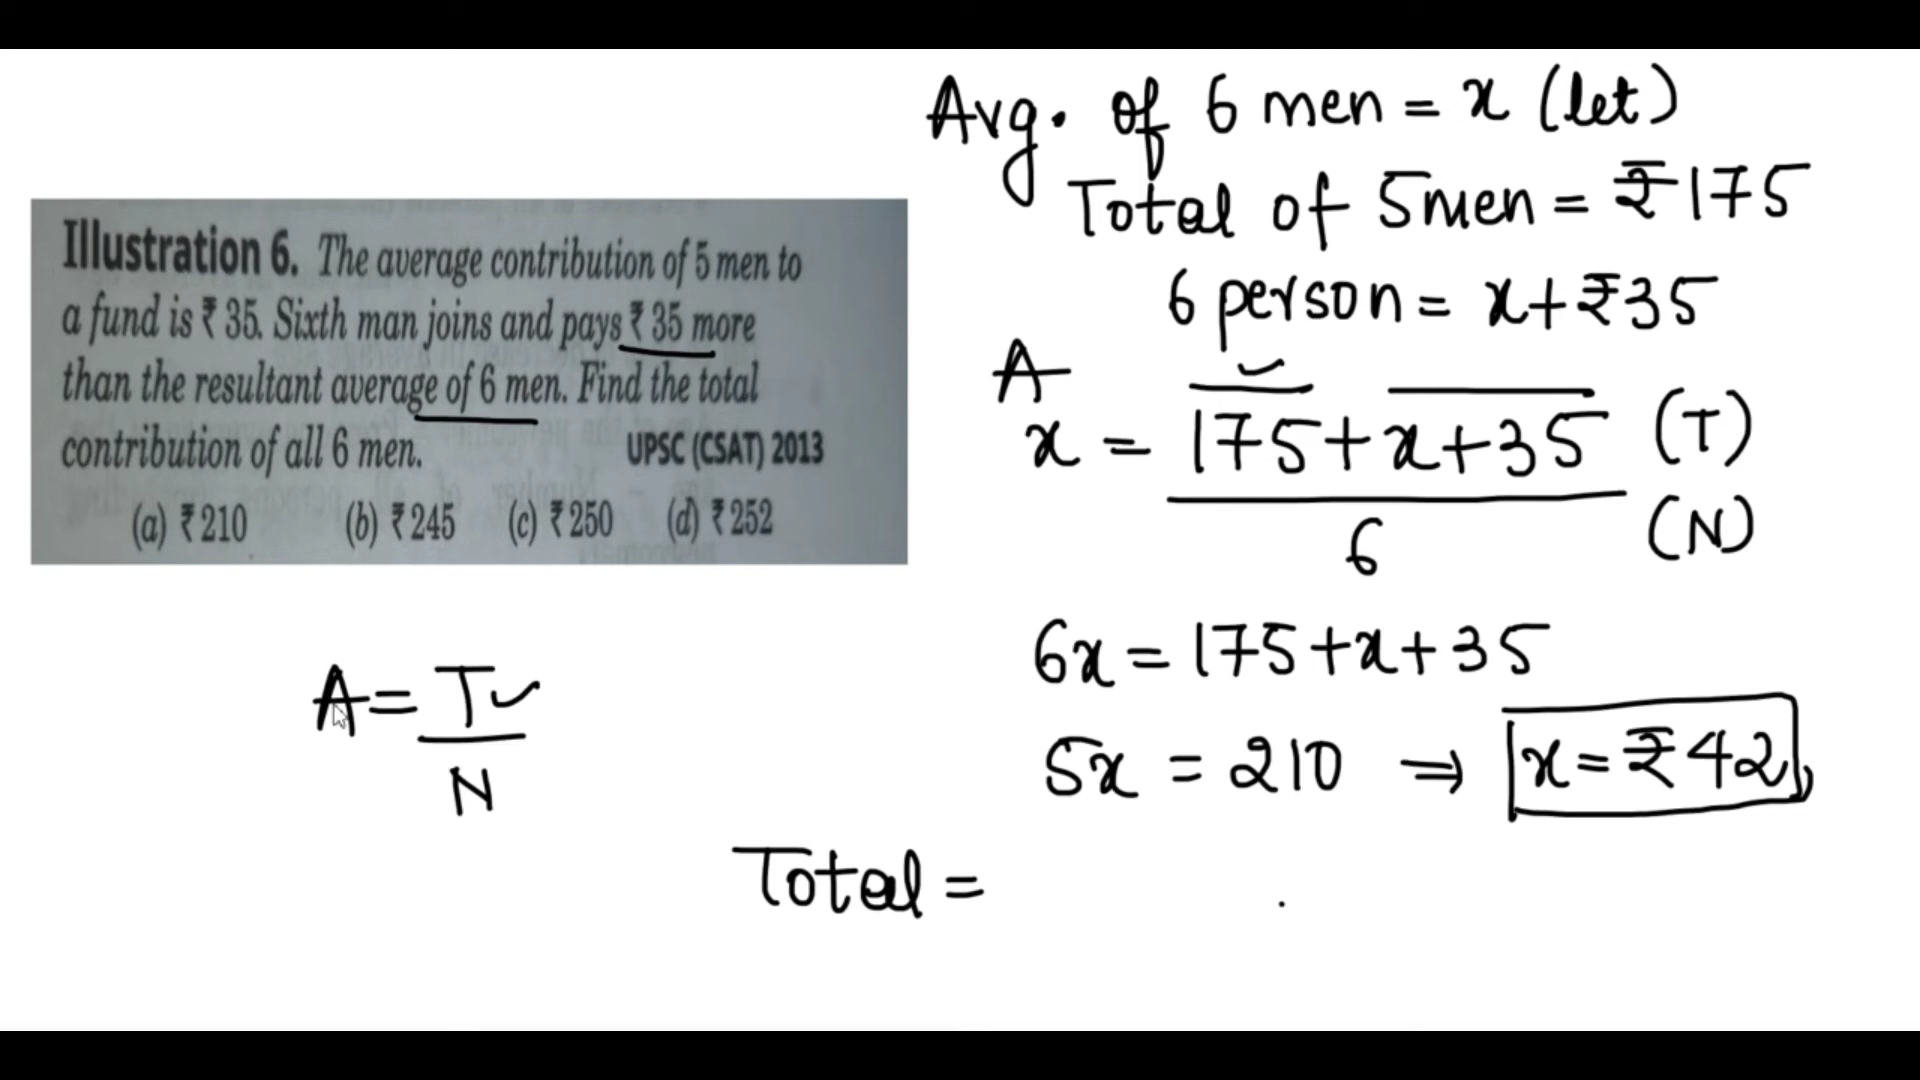 Illustration 6. The average contribution of 5 men to
a fund is ₹ 35. Sixth man joins and pays ₹ 35 more
than the resultant average of 6 men. Find the total
contribution of all 6 men. UPSC (CSAT) 2013
(a) ₹ 210 (b) ₹ 245 (c) ₹ 250 (d) ₹ 252
A = T
N
Avg. of 6 men = x (let)
Total of 5 men = ₹ 175
6 person = x + ₹ 35
A
x = 175 + x + 35 (T)
6 (N)
6x = 175 + x + 35
5x = 210 ⇒ x = ₹ 42,
Total =